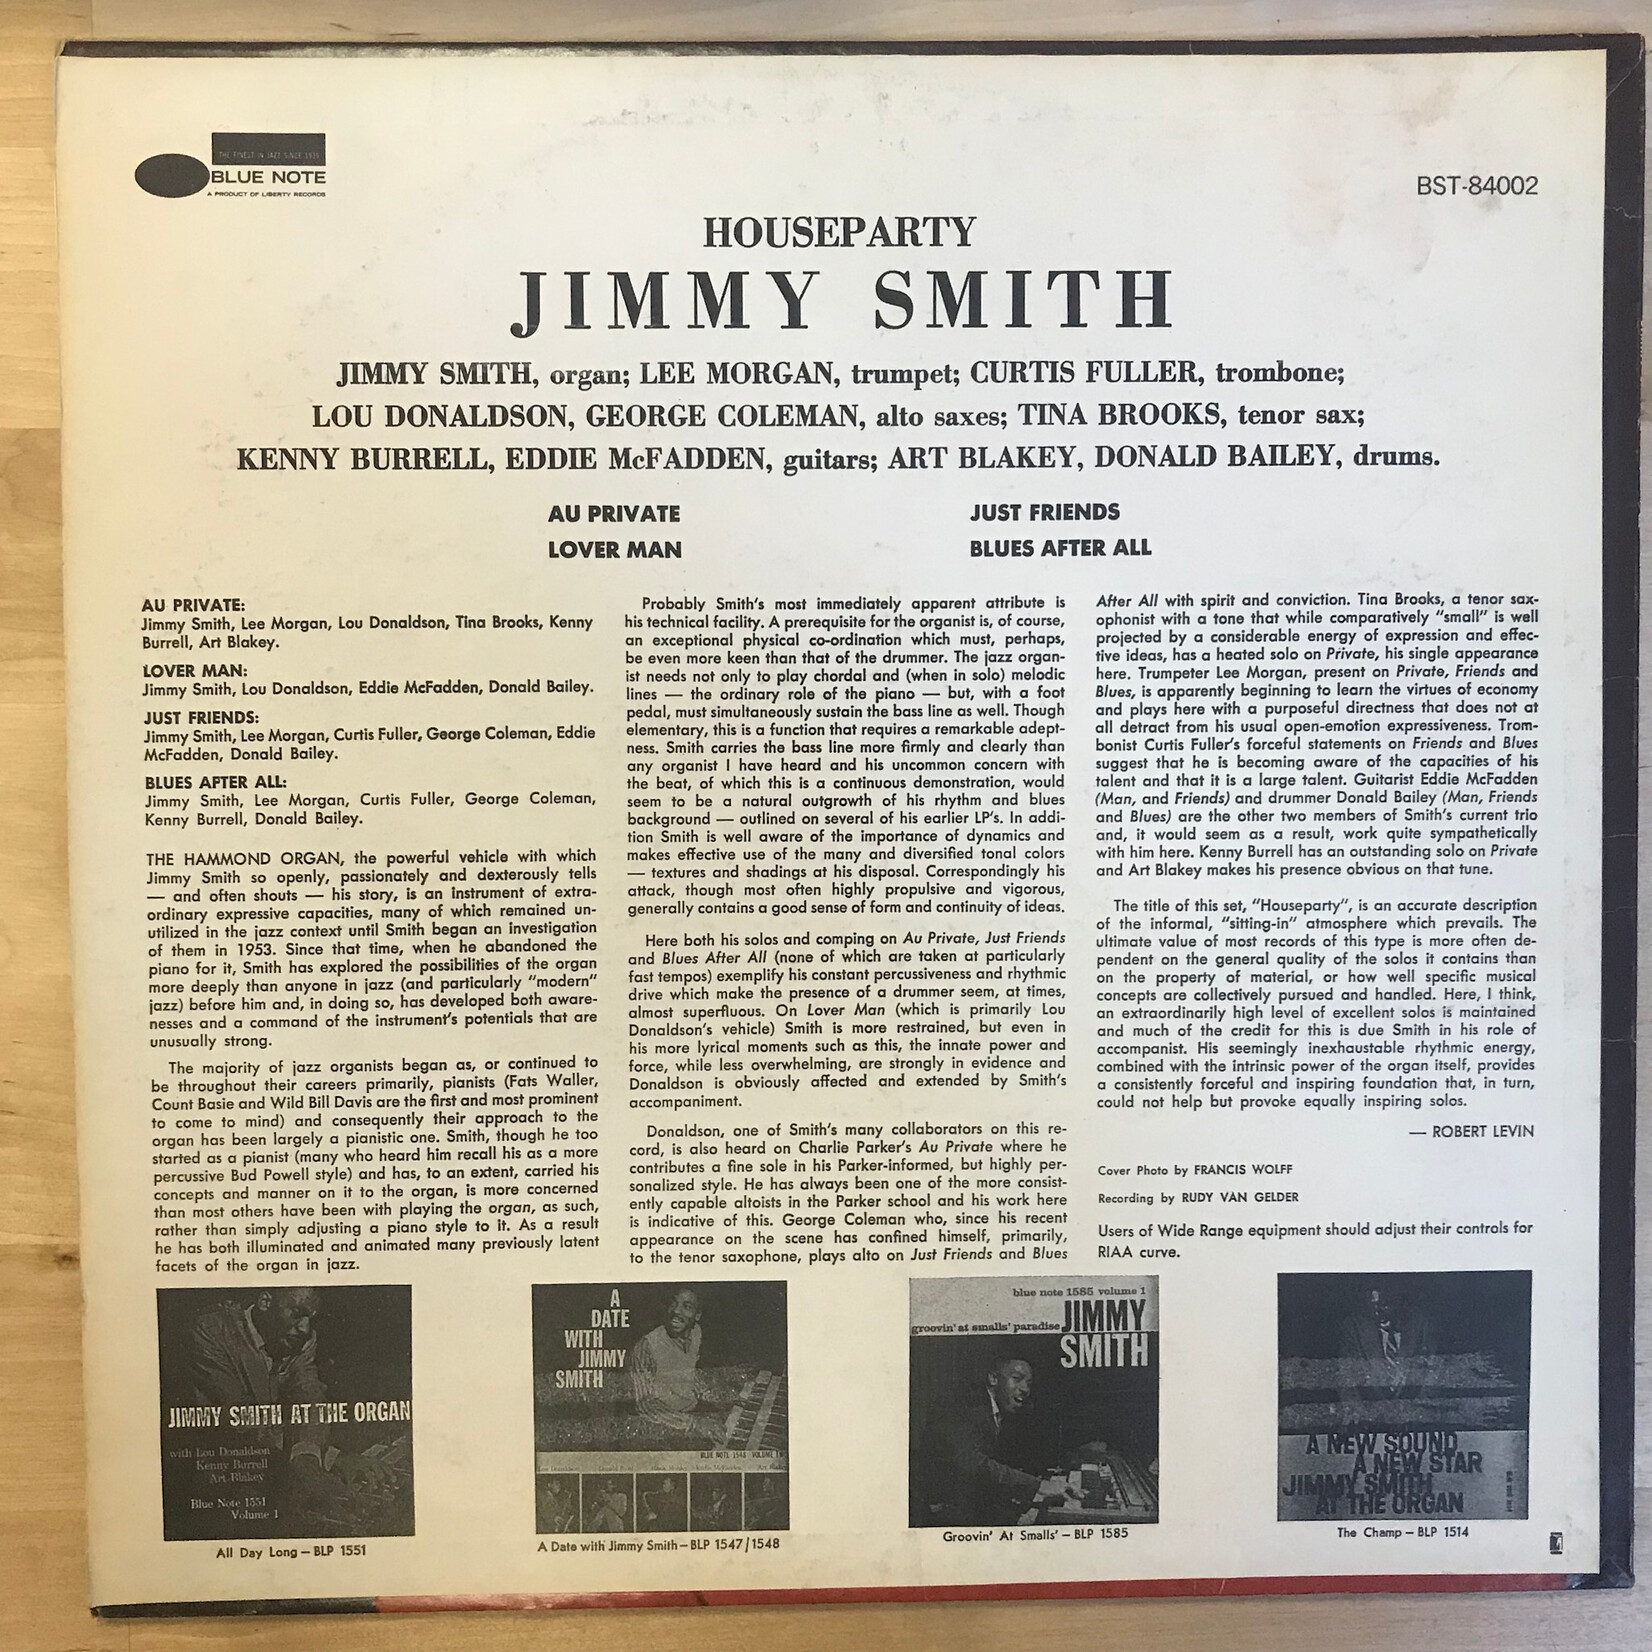 THE FINEST IN JAZZ SINCE 1939
BLUE NOTE
A PRODUCT OF LIBERTY RECORDS
BST-84002
HOUSEPARTY
JIMMY SMITH
JIMMY SMITH, organ; LEE MORGAN, trumpet; CURTIS FULLER, trombone;
LOU DONALDSON, GEORGE COLEMAN, alto saxes; TINA BROOKS, tenor sax;
KENNY BURRELL, EDDIE McFADDEN, guitars; ART BLAKEY, DONALD BAILEY, drums.
AU PRIVATE
LOVER MAN
JUST FRIENDS
BLUES AFTER ALL
AU PRIVATE:
Jimmy Smith, Lee Morgan, Lou Donaldson, Tina Brooks, Kenny
Burrell, Art Blakey.
LOVER MAN:
Jimmy Smith, Lou Donaldson, Eddie McFadden, Donald Bailey.
JUST FRIENDS:
Jimmy Smith, Lee Morgan, Curtis Fuller, George Coleman, Eddie
McFadden, Donald Bailey.
BLUES AFTER ALL:
Jimmy Smith, Lee Morgan, Curtis Fuller, George Coleman,
Kenny Burrell, Donald Bailey.
THE HAMMOND ORGAN, the powerful vehicle with which
Jimmy Smith so openly, passionately and dexterously tells
— and often shouts — his story, is an instrument of extra-
ordinary expressive capacities, many of which remained un-
utilized in the jazz context until Smith began an investigation
of them in 1953. Since that time, when he abandoned the
piano for it, Smith has explored the possibilities of the organ
more deeply than anyone in jazz (and particularly "modern"
jazz) before him and, in doing so, has developed both aware-
nesses and a command of the instrument's potentials that are
unusually strong.
The majority of jazz organists began as, or continued to
be throughout their careers primarily, pianists (Fats Waller,
Count Basie and Wild Bill Davis are the first and most prominent
to come to mind) and consequently their approach to the
organ has been largely a pianistic one. Smith, though he too
started as a pianist (many who heard him recall his as a more
percussive Bud Powell style) and has, to an extent, carried his
concepts and manner on it to the organ, is more concerned
than most others have been with playing the organ, as such,
rather than simply adjusting a piano style to it. As a result
he has both illuminated and animated many previously latent
facets of the organ in jazz.
Probably Smith's most immediately apparent attribute is
his technical facility. A prerequisite for the organist is, of course,
an exceptional physical co-ordination which must, perhaps,
be even more keen than that of the drummer. The jazz organ-
ist needs not only to play chordal and (when in solo) melodic
lines — the ordinary role of the piano — but, with a foot
pedal, must simultaneously sustain the bass line as well. Though
elementary, this is a function that requires a remarkable adept-
ness. Smith carries the bass line more firmly and clearly than
any organist I have heard and his uncommon concern with
the beat, of which this is a continuous demonstration, would
seem to be a natural outgrowth of his rhythm and blues
background — outlined on several of his earlier LP's. In addi-
tion Smith is well aware of the importance of dynamics and
makes effective use of the many and diversified tonal colors
— textures and shadings at his disposal. Correspondingly his
attack, though most often highly propulsive and vigorous,
generally contains a good sense of form and continuity of ideas.
Here both his solos and comping on Au Private, Just Friends
and Blues After All (none of which are taken at particularly
fast tempos) exemplify his constant percussiveness and rhythmic
drive which make the presence of a drummer seem, at times,
almost superfluous. On Lover Man (which is primarily Lou
Donaldson's vehicle) Smith is more restrained, but even in
his more lyrical moments such as this, the innate power and
force, while less overwhelming, are strongly in evidence and
Donaldson is obviously affected and extended by Smith's
accompaniment.
Donaldson, one of Smith's many collaborators on this re-
cord, is also heard on Charlie Parker's Au Private where he
contributes a fine sole in his Parker-informed, but highly per-
sonalized style. He has always been one of the more consist-
ently capable altoists in the Parker school and his work here
is indicative of this. George Coleman who, since his recent
appearance on the scene has confined himself, primarily,
to the tenor saxophone, plays alto on Just Friends and Blues
After All with spirit and conviction. Tina Brooks, a tenor sax-
ophonist with a tone that while comparatively "small" is well
projected by a considerable energy of expression and effec-
tive ideas, has a heated solo on Private, his single appearance
here. Trumpeter Lee Morgan, present on Private, Friends and
Blues, is apparently beginning to learn the virtues of economy
and plays here with a purposeful directness that does not at
all detract from his usual open-emotion expressiveness. Trom-
bonist Curtis Fuller's forceful statements on Friends and Blues
suggest that he is becoming aware of the capacities of his
talent and that it is a large talent. Guitarist Eddie McFadden
(Man, and Friends) and drummer Donald Bailey (Man, Friends
and Blues) are the other two members of Smith's current trio
and, it would seem as a result, work quite sympathetically
with him here. Kenny Burrell has an outstanding solo on Private
and Art Blakey makes his presence obvious on that tune.
The title of this set, "Houseparty", is an accurate description
of the informal, "sitting-in" atmosphere which prevails. The
ultimate value of most records of this type is more often de-
pendent on the general quality of the solos it contains than
on the property of material, or how well specific musical
concepts are collectively pursued and handled. Here, I think,
an extraordinarily high level of excellent solos is maintained
and much of the credit for this is due Smith in his role of
accompanist. His seemingly inexhaustable rhythmic energy,
combined with the intrinsic power of the organ itself, provides
a consistently forceful and inspiring foundation that, in turn,
could not help but provoke equally inspiring solos.
— ROBERT LEVIN
Cover Photo by FRANCIS WOLFF
Recording by RUDY VAN GELDER
Users of Wide Range equipment should adjust their controls for
RIAA curve.
JIMMY SMITH AT THE ORGAN
with Lou Donaldson
Kenny Burrell
Art Blakey
Blue Note 1551
Volume 1
All Day Long – BLP 1551
A
DATE
WITH
JIMMY
SMITH
BLUE NOTE 1548 VOLUME TWO
A Date with Jimmy Smith – BLP 1547/1548
blue note 1585 volume 1
groovin' at smalls' paradise
JIMMY
SMITH
Groovin' At Smalls' – BLP 1585
A NEW SOUND
A NEW STAR
JIMMY SMITH
AT THE ORGAN
The Champ – BLP 1514